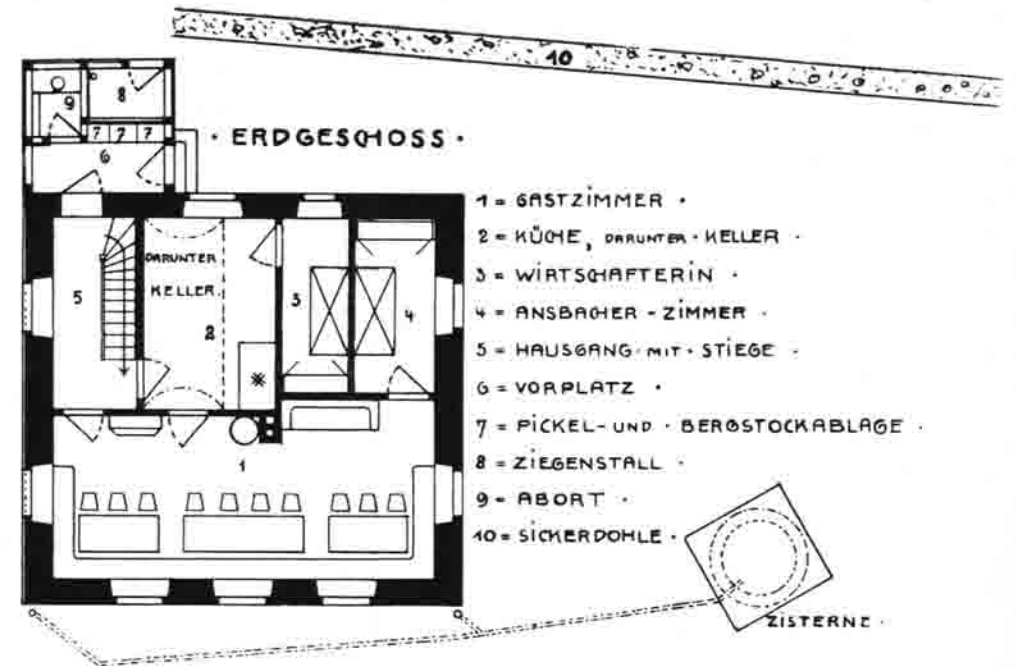 10
9
8
7 7 7
6
· ERDGESCHOSS ·
DARUNTER
KELLER.
5
2
3
4
1
1 = GASTZIMMER ·
2 = KÜCHE, DARUNTER · KELLER ·
3 = WIRTSCHAFTERIN ·
4 = ANSBACHER - ZIMMER ·
5 = HAUSGANG · MIT · STIEGE ·
6 = VORPLATZ ·
7 = PICKEL - UND · BERGSTOCKABLAGE ·
8 = ZIEGENSTALL ·
9 = ABORT ·
10 = SICKERDOHLE ·
ZISTERNE ·